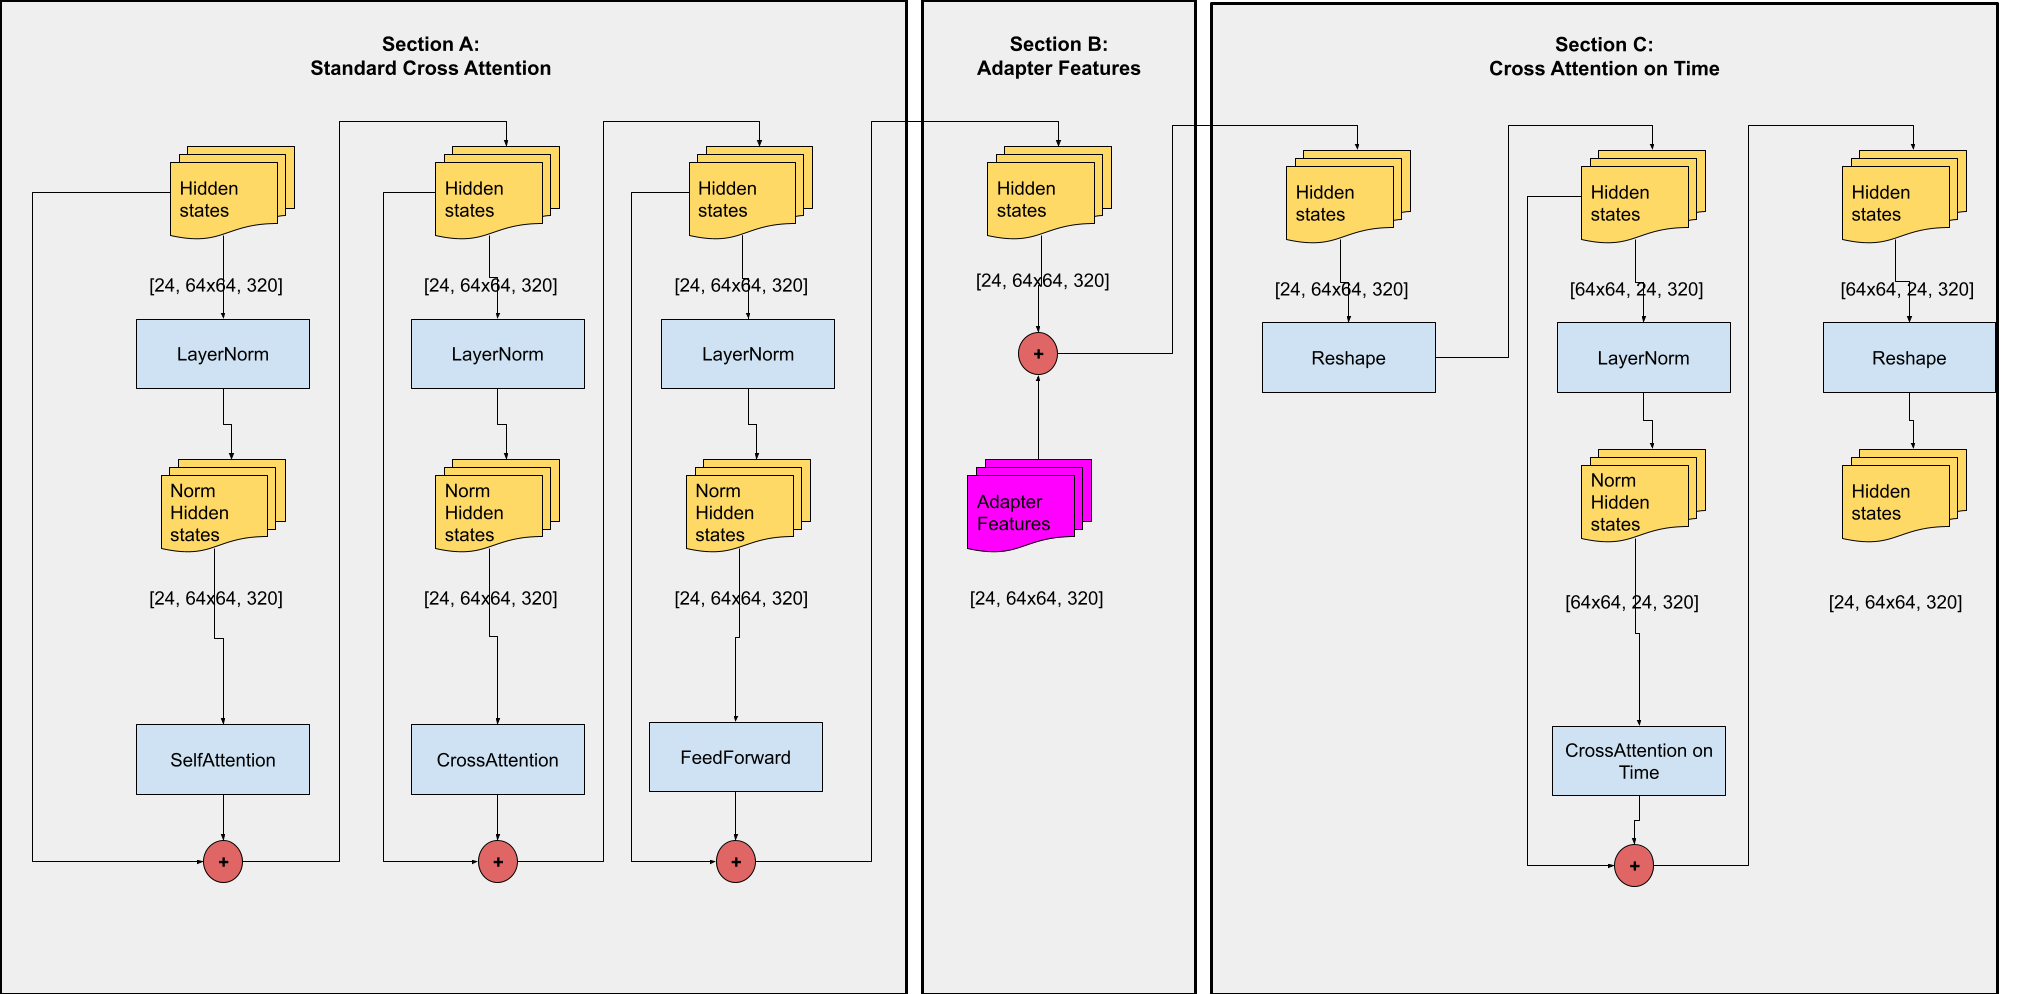 Section A:
Standard Cross Attention
Hidden
states
[24, 64x64, 320]
LayerNorm
Norm
Hidden
states
[24, 64x64, 320]
SelfAttention
+
Hidden
states
[24, 64x64, 320]
LayerNorm
Norm
Hidden
states
[24, 64x64, 320]
CrossAttention
+
Hidden
states
[24, 64x64, 320]
LayerNorm
Norm
Hidden
states
[24, 64x64, 320]
FeedForward
+
Section B:
Adapter Features
Hidden
states
[24, 64x64, 320]
+
Adapter
Features
[24, 64x64, 320]
Section C:
Cross Attention on Time
Hidden
states
[24, 64x64, 320]
Reshape
Hidden
states
[64x64, 24, 320]
LayerNorm
Norm
Hidden
states
[64x64, 24, 320]
CrossAttention on
Time
+
Hidden
states
[64x64, 24, 320]
Reshape
Hidden
states
[24, 64x64, 320]